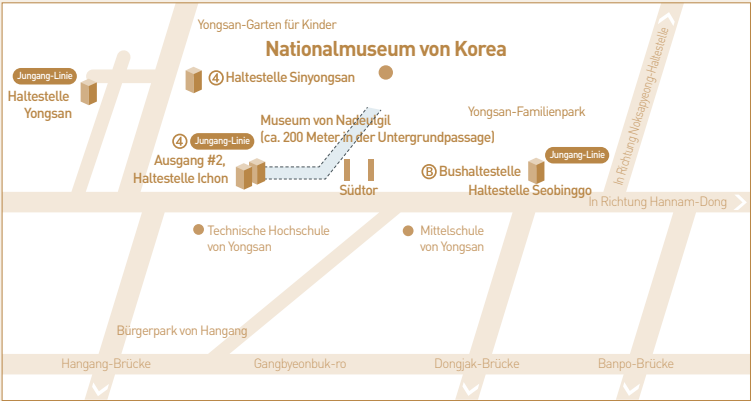 Yongsan-Garten für Kinder
Nationalmuseum von Korea
Jungang-Linie
Haltestelle
Yongsan
④ Haltestelle Sinyongsan
Museum von Nadeulgil
(ca. 200 Meter in der Untergrundpassage)
Yongsan-Familienpark
In Richtung Noksapyeong-Haltestelle
④ Jungang-Linie
Ausgang #2,
Haltestelle Ichon
Südtor
Ⓑ Bushaltestelle
Jungang-Linie
Haltestelle Seobinggo
In Richtung Hannam-Dong
Technische Hochschule
von Yongsan
Mittelschule
von Yongsan
Bürgerpark von Hangang
Hangang-Brücke
Gangbyeonbuk-ro
Dongjak-Brücke
Banpo-Brücke